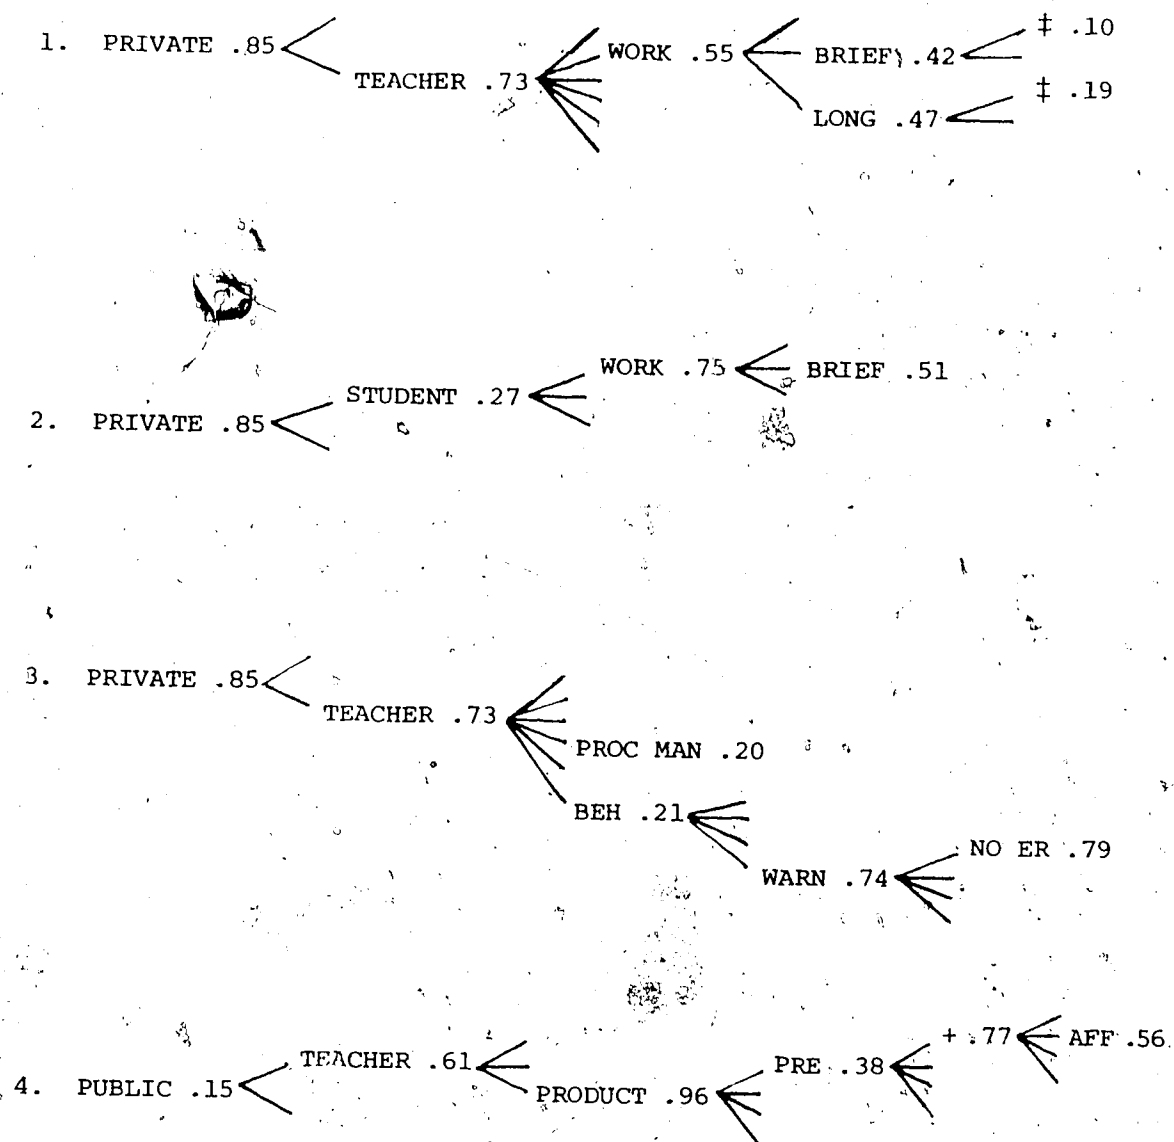 ‡ .10
1. PRIVATE .85 WORK .55 BRIEF .42
TEACHER .73 ‡ .19
LONG .47
WORK .75 BRIEF .51
STUDENT .27
2. PRIVATE .85
3. PRIVATE .85
TEACHER .73
PROC MAN .20
BEH .21
NO ER .79
WARN .74
+ .77 AFF .56
TEACHER .61 PRE .38
4. PUBLIC .15 PRODUCT .96